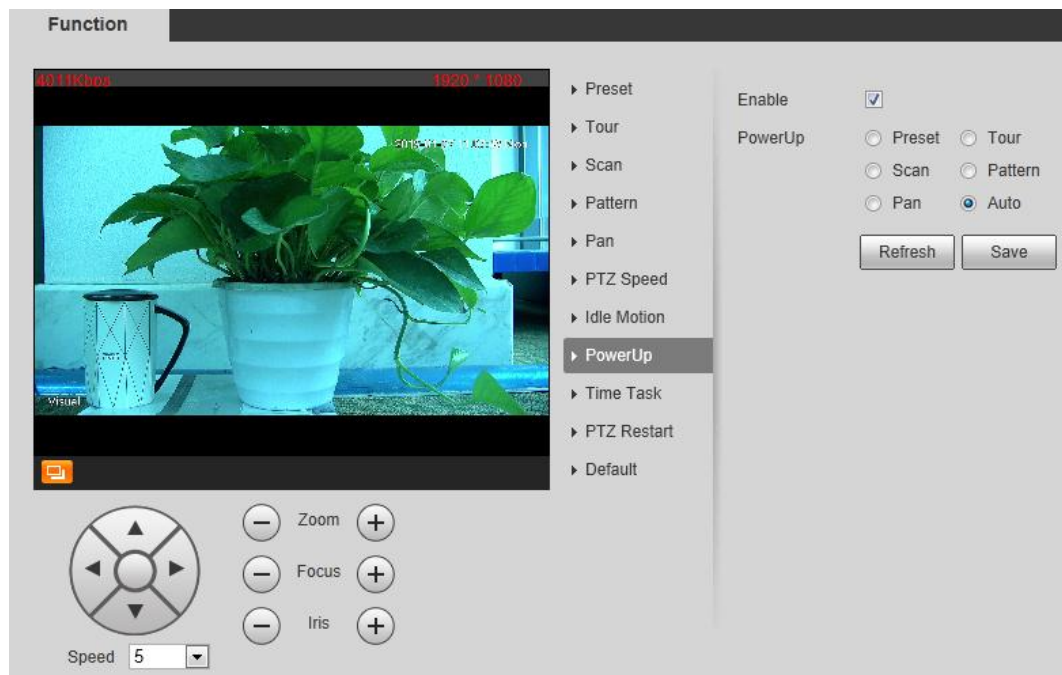 Function
4011Kbps 1920 * 1080
Visual
Preset
Tour
Scan
Pattern
Pan
PTZ Speed
Idle Motion
PowerUp
Time Task
PTZ Restart
Default
Enable
PowerUp Preset Tour
Scan Pattern
Pan Auto
Refresh Save
Zoom
Focus
Iris
Speed 5